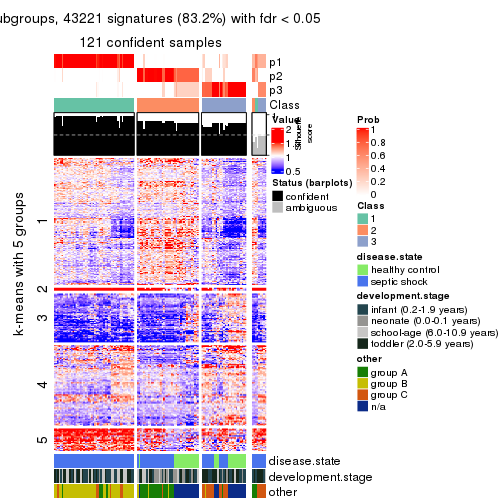 ubgroups, 43221 signatures (83.2%) with fdr < 0.05
121 confident samples
p1
p2
p3
Class
1
0.5
Silhouette
score
k-means with 5 groups
1
2
3
4
5
disease.state
development.stage
other
Value
2
1.5
1
0.5
Status (barplots)
confident
ambiguous
Prob
1
0.8
0.6
0.4
0.2
0
Class
1
2
3
disease.state
healthy control
septic shock
development.stage
infant (0.2-1.9 years)
neonate (0.0-0.1 years)
school-age (6.0-10.9 years)
toddler (2.0-5.9 years)
other
group A
group B
group C
n/a